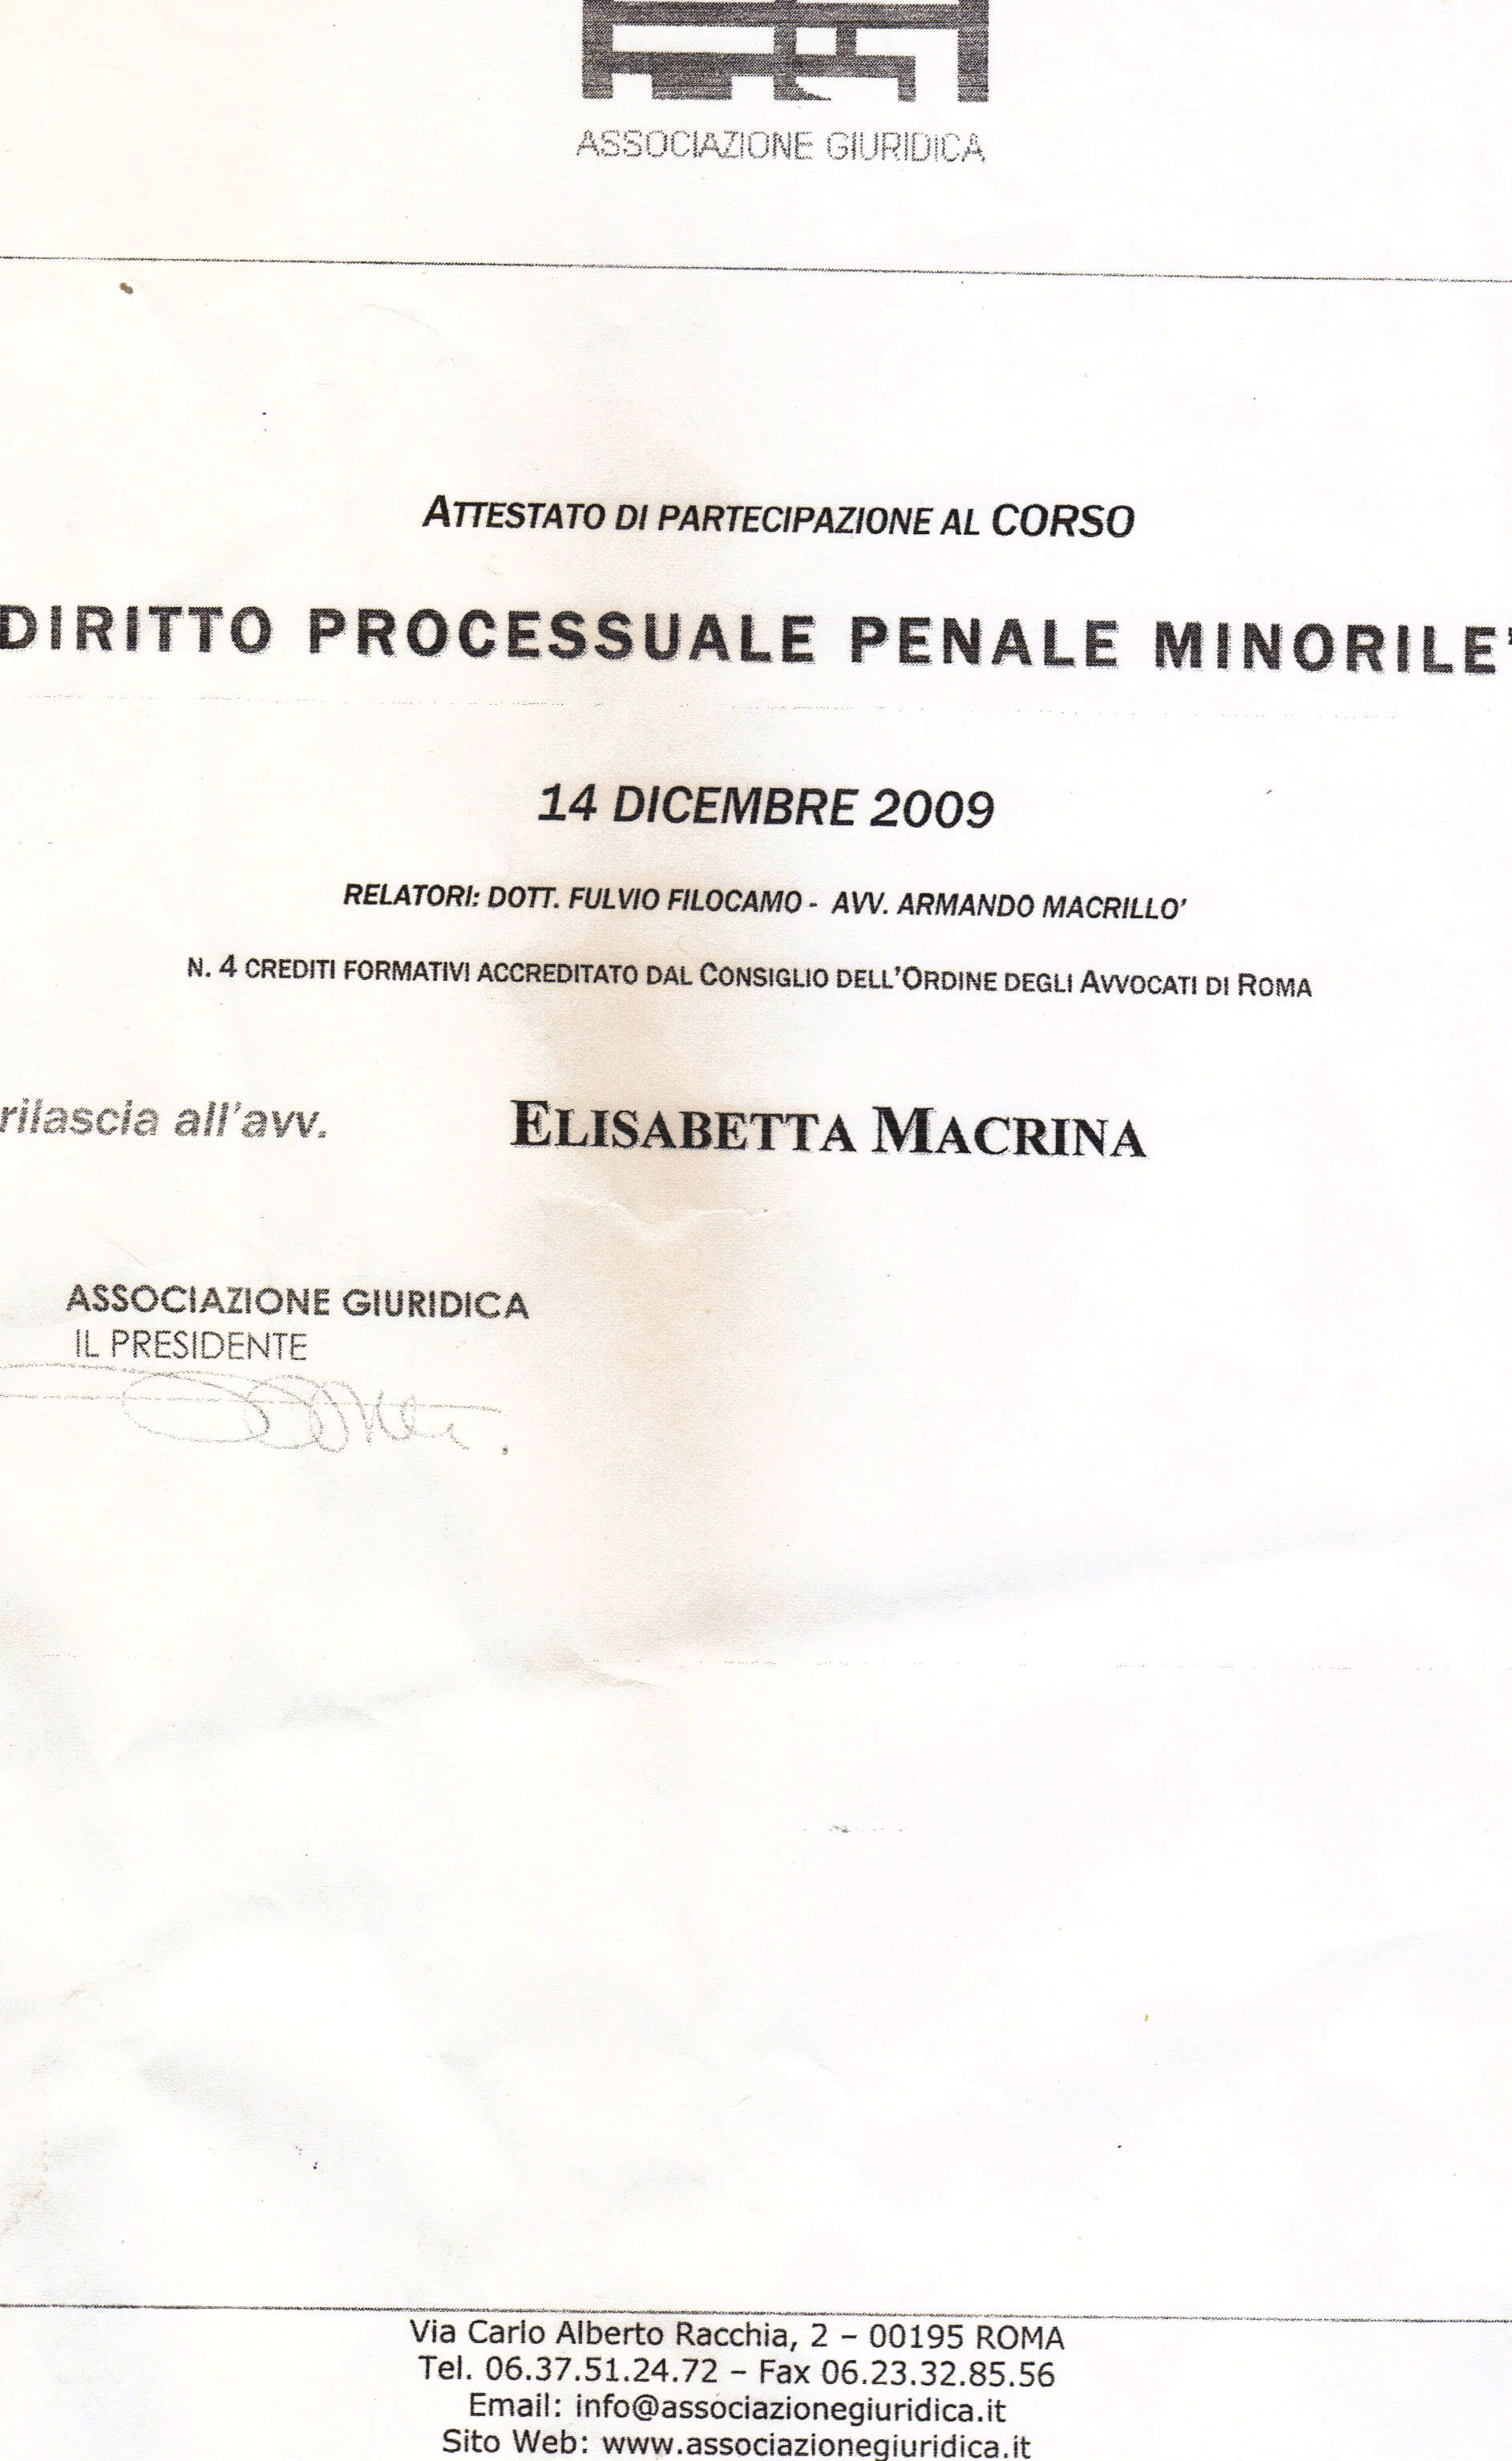 ASSOCIAZIONE GIURIDICA
ATTESTATO DI PARTECIPAZIONE AL CORSO
DIRITTO PROCESSUALE PENALE MINORILE"
14 DICEMBRE 2009
RELATORI: DOTT. FULVIO FILOCAMO - AVV. ARMANDO MACRILLO'
N. 4 CREDITI FORMATIVI ACCREDITATO DAL CONSIGLIO DELL'ORDINE DEGLI AVVOCATI DI ROMA
rilascia all'avv. ELISABETTA MACRINA
ASSOCIAZIONE GIURIDICA
IL PRESIDENTE
Via Carlo Alberto Racchia, 2 – 00195 ROMA
Tel. 06.37.51.24.72 – Fax 06.23.32.85.56
Email: info@associazionegiuridica.it
Sito Web: www.associazionegiuridica.it